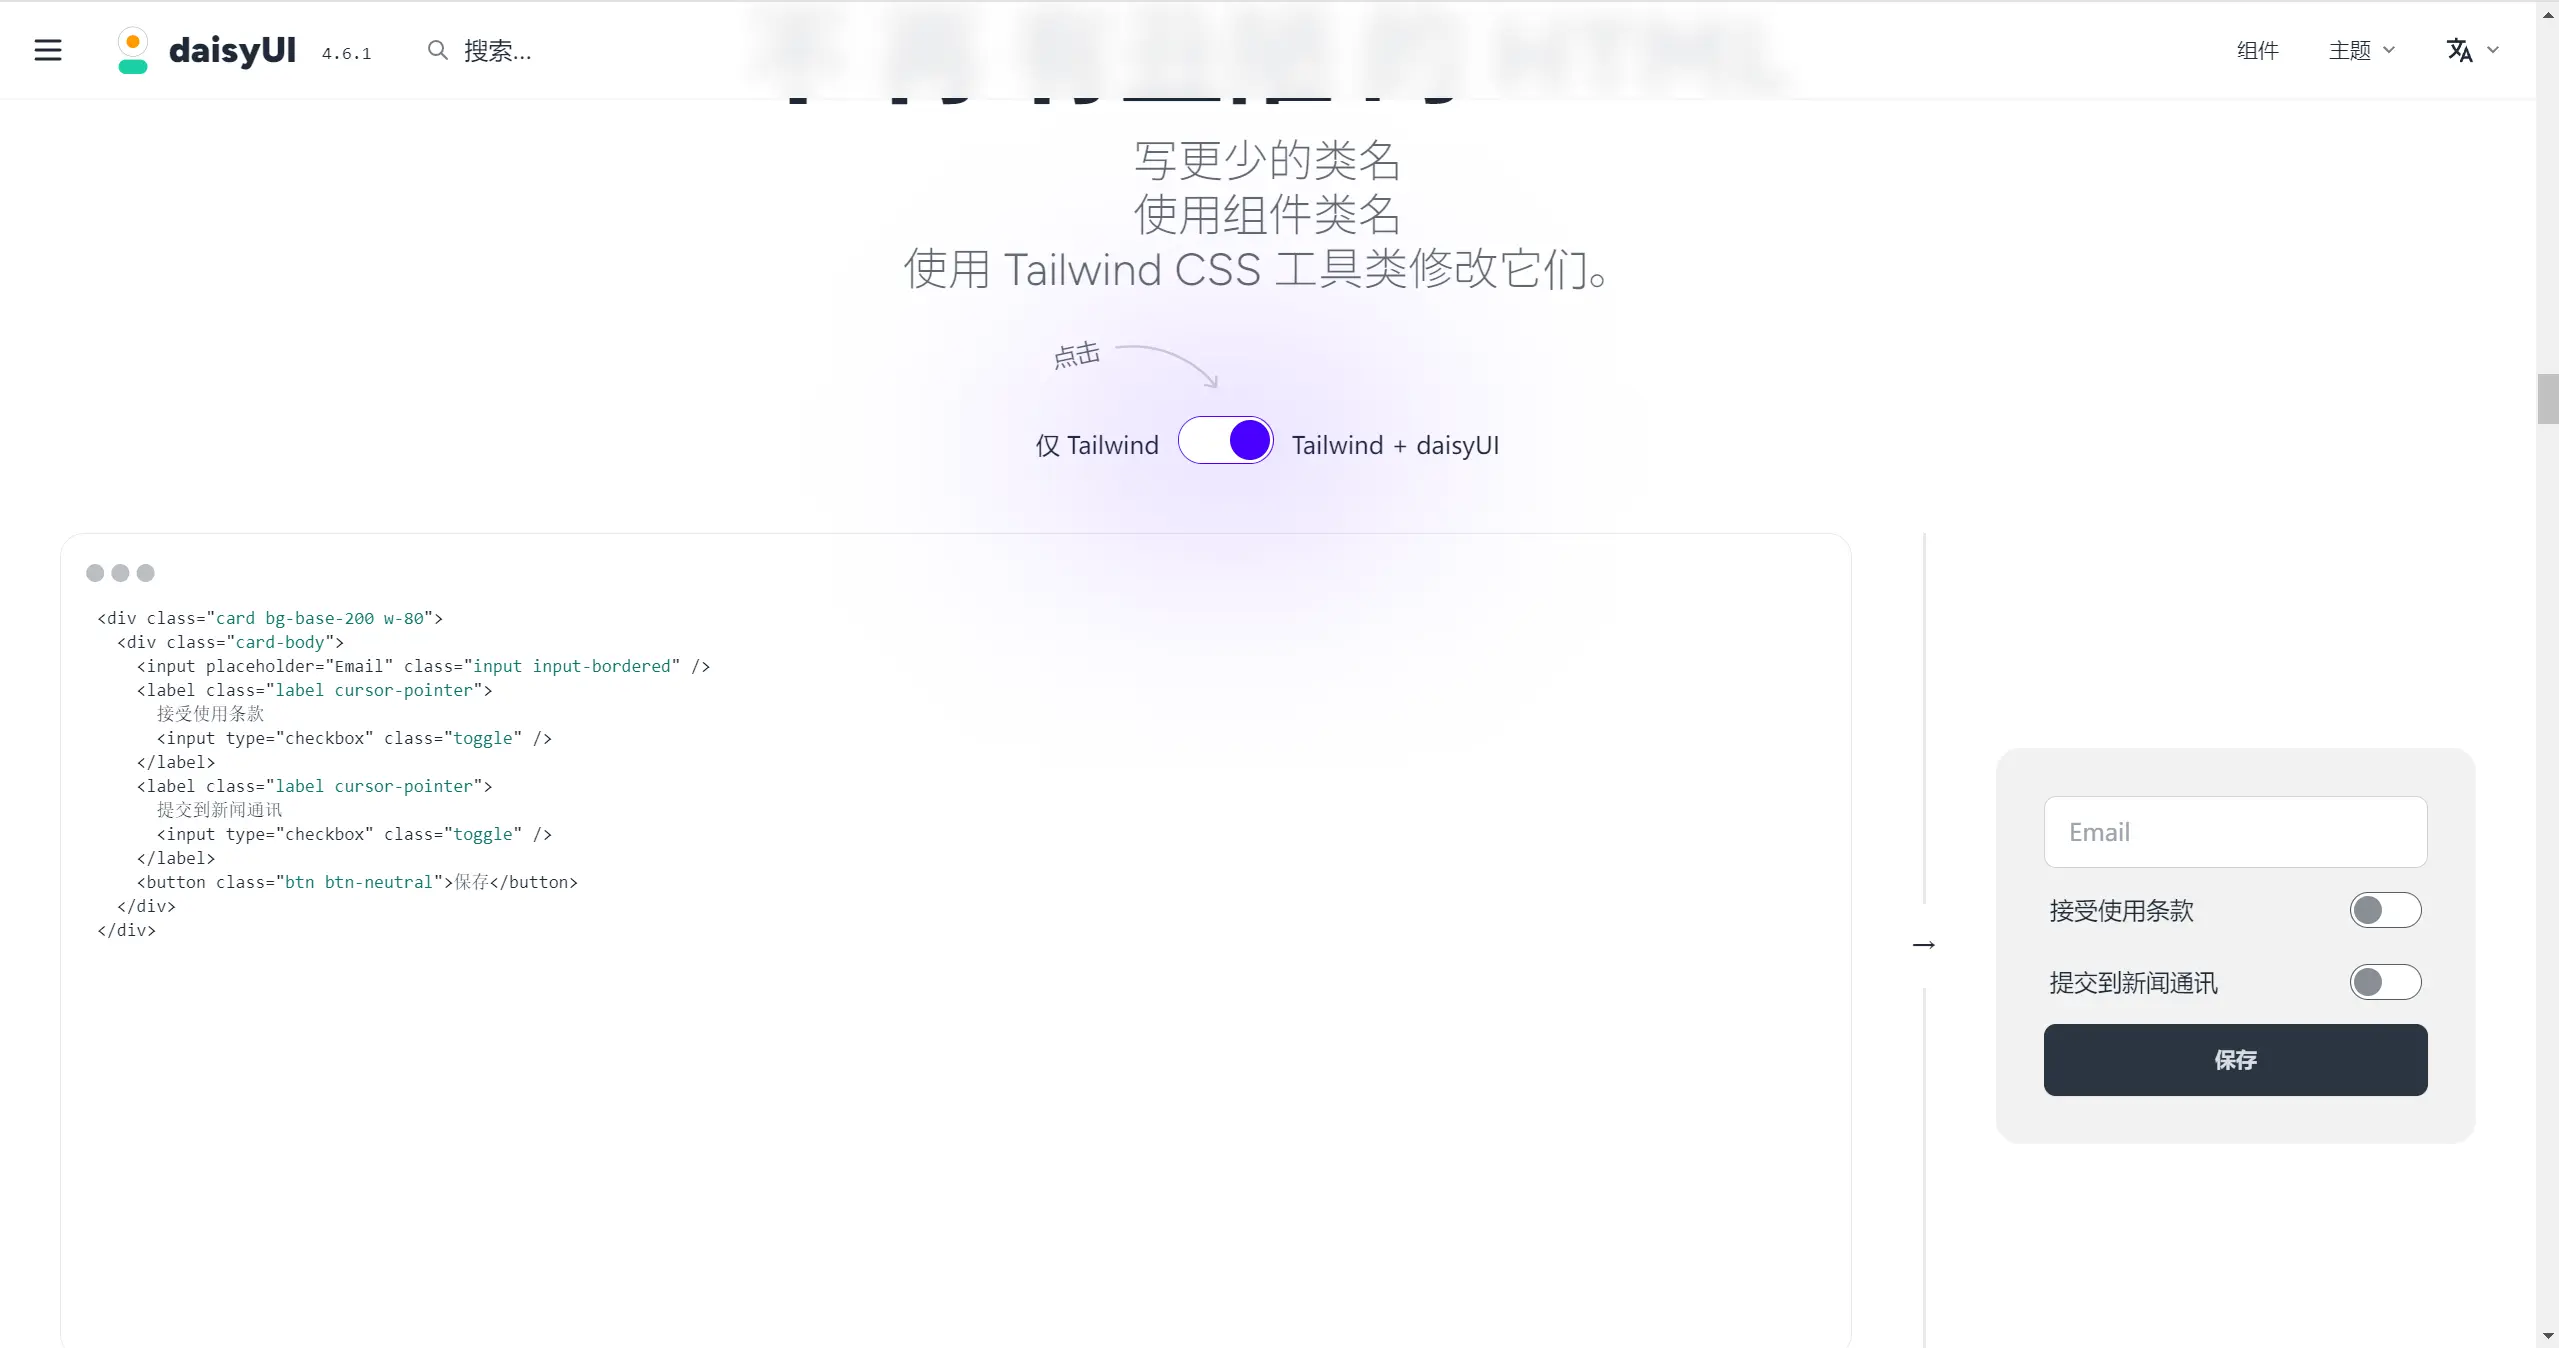 daisyUI 4.6.1 搜索... 组件 主题
写更少的类名
使用组件类名
使用 Tailwind CSS 工具类修改它们。
点击
仅 Tailwind Tailwind + daisyUI
<div class="card bg-base-200 w-80">
<div class="card-body">
<input placeholder="Email" class="input input-bordered" />
<label class="label cursor-pointer">
接受使用条款
<input type="checkbox" class="toggle" />
</label>
<label class="label cursor-pointer">
提交到新闻通讯
<input type="checkbox" class="toggle" />
</label>
<button class="btn btn-neutral">保存</button>
</div>
</div>
→
Email
接受使用条款
提交到新闻通讯
保存